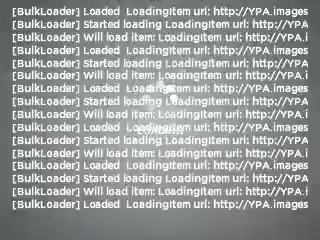 [BulkLoader] Loaded LoadingItem url: http://YPA.images
[BulkLoader] Started loading LoadingItem url: http://YPA
[BulkLoader] Will load item: LoadingItem url: http://YPA.i
[BulkLoader] Loaded LoadingItem url: http://YPA.images
[BulkLoader] Started loading LoadingItem url: http://YPA
[BulkLoader] Will load item: LoadingItem url: http://YPA.i
[BulkLoader] Loaded LoadingItem url: http://YPA.images
[BulkLoader] Started loading LoadingItem url: http://YPA
[BulkLoader] Will load item: LoadingItem url: http://YPA.i
[BulkLoader] Loaded LoadingItem url: http://YPA.images
[BulkLoader] Started loading LoadingItem url: http://YPA
[BulkLoader] Will load item: LoadingItem url: http://YPA.i
[BulkLoader] Loaded LoadingItem url: http://YPA.images
[BulkLoader] Started loading LoadingItem url: http://YPA
[BulkLoader] Will load item: LoadingItem url: http://YPA.i
[BulkLoader] Loaded LoadingItem url: http://YPA.images